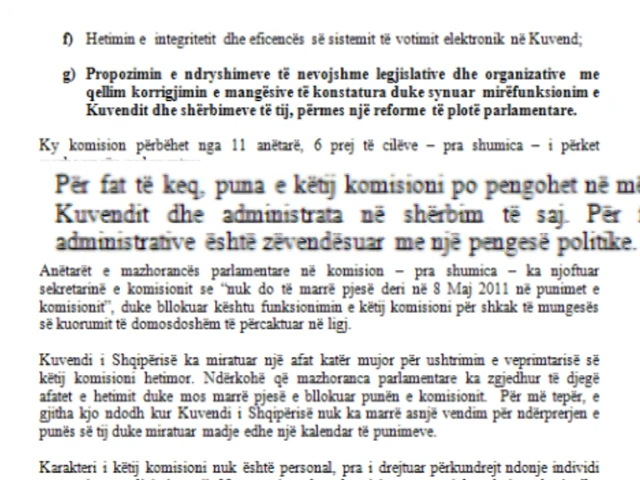 f) Hetimin e integritetit dhe eficencës së sistemit të votimit elektronik në Kuvend;
g) Propozimin e ndryshimeve të nevojshme legjislative dhe organizative me
qellim korrigjimin e mangësive të konstatura duke synuar mirëfunksionim e
Kuvendit dhe shërbimeve të tij, përmes një reforme të plotë parlamentare.
Ky komision përbëhet nga 11 anëtarë, 6 prej të cilëve – pra shumica – i përket
Për fat të keq, puna e këtij komisioni po pengohet në
Kuvendit dhe administrata në shërbim të saj. Për
administrative është zëvendësuar me një pengesë politike.
Anëtarët e mazhorancës parlamentare në komision – pra shumica – ka njoftuar
sekretarinë e komisionit se “nuk do të marrë pjesë deri në 8 Maj 2011 në punimet e
komisionit”, duke bllokuar kështu funksionimin e këtij komisioni për shkak të mungesës
së kuorumit të domosdoshëm të përcaktuar në ligj.
Kuvendi i Shqipërisë ka miratuar një afat katër mujor për ushtrimin e veprimtarisë së
këtij komisioni hetimor. Ndërkohë që mazhoranca parlamentare ka zgjedhur të djegë
afatet e hetimit duke mos marrë pjesë e bllokuar punën e komisionit. Për më tepër, e
gjitha kjo ndodh kur Kuvendi i Shqipërisë nuk ka marrë asnjë vendim për ndërprerjen e
punës së tij duke miratuar madje edhe një kalendar të punimeve.
Karakteri i këtij komisioni nuk është personal, pra i drejtuar përkundrejt ndonje individi